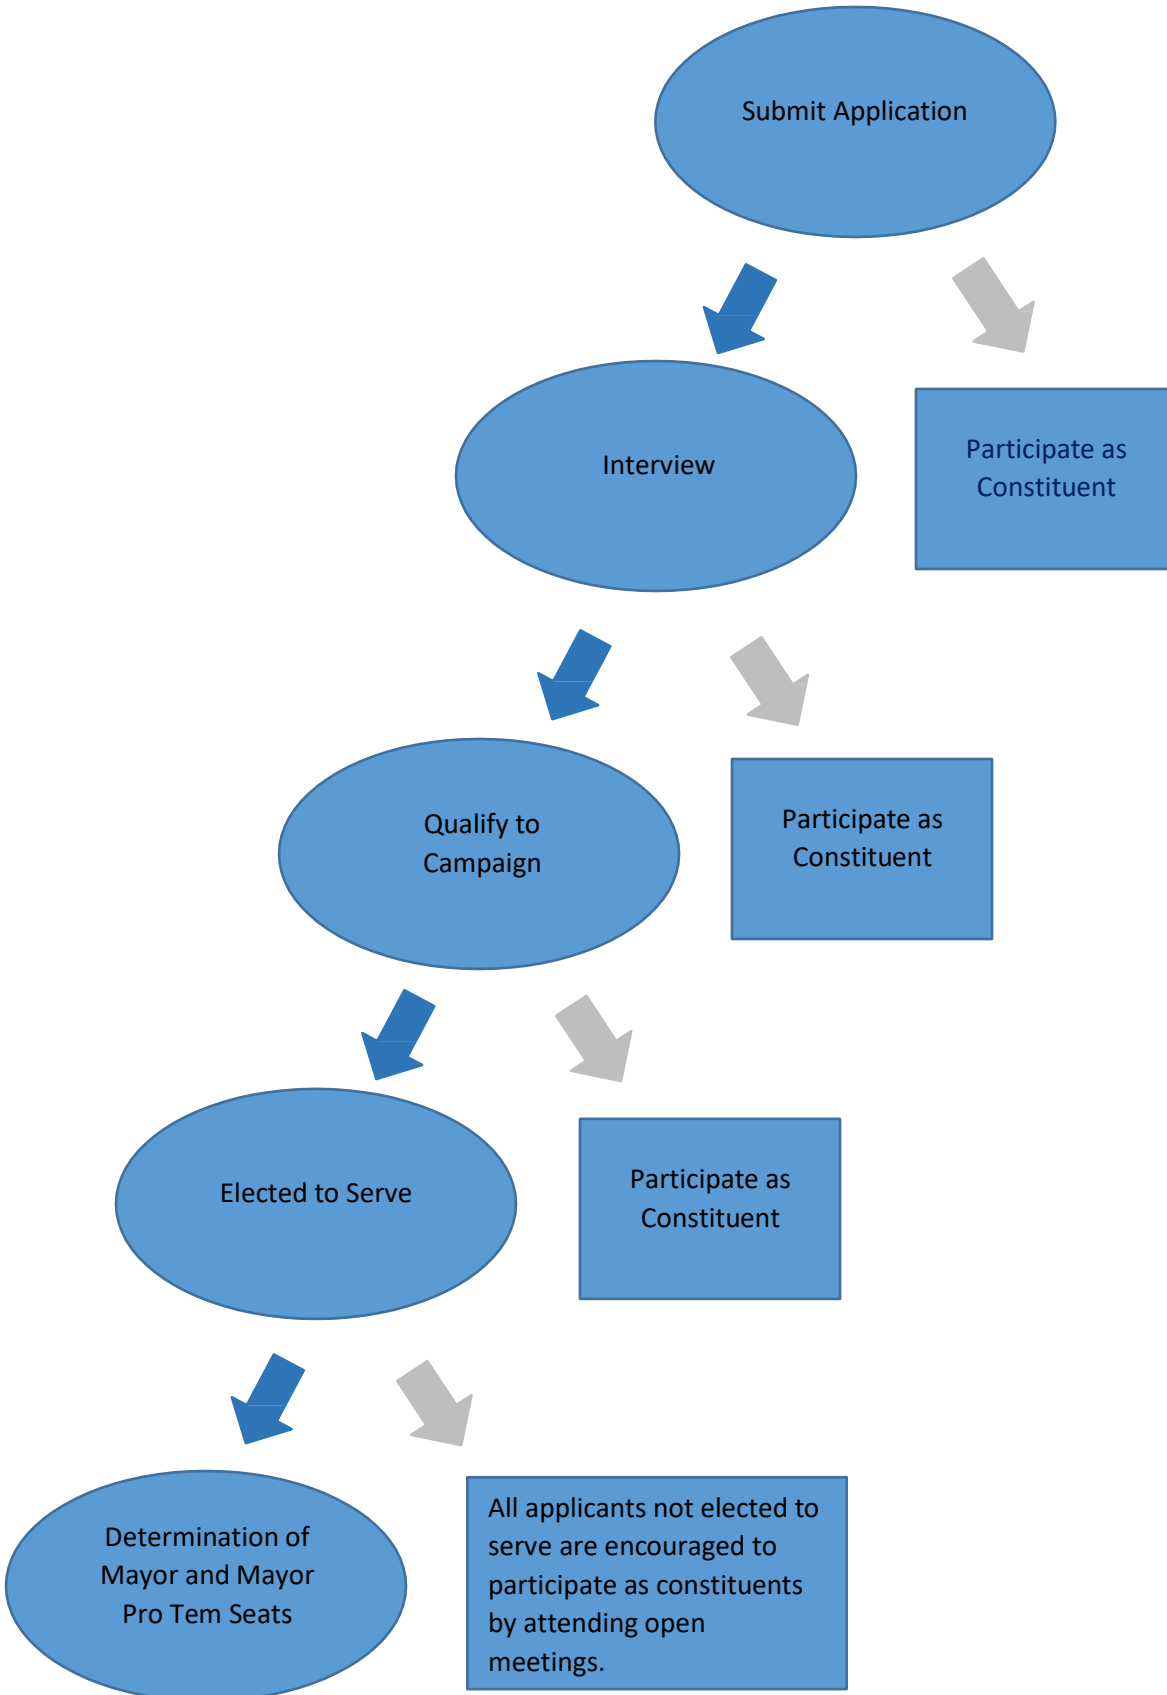 Submit Application
Interview
Participate as
Constituent
Qualify to
Campaign
Participate as
Constituent
Elected to Serve
Participate as
Constituent
Determination of
Mayor and Mayor
Pro Tem Seats
All applicants not elected to
serve are encouraged to
participate as constituents
by attending open
meetings.